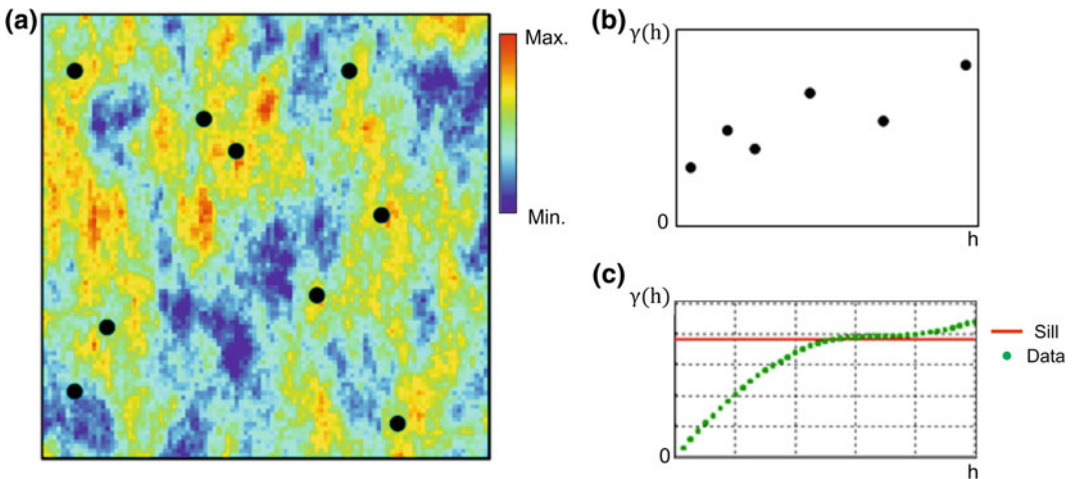 (a)
Max.
Min.
(b)
γ(h)
0
h
(c)
γ(h)
0
h
Sill
Data